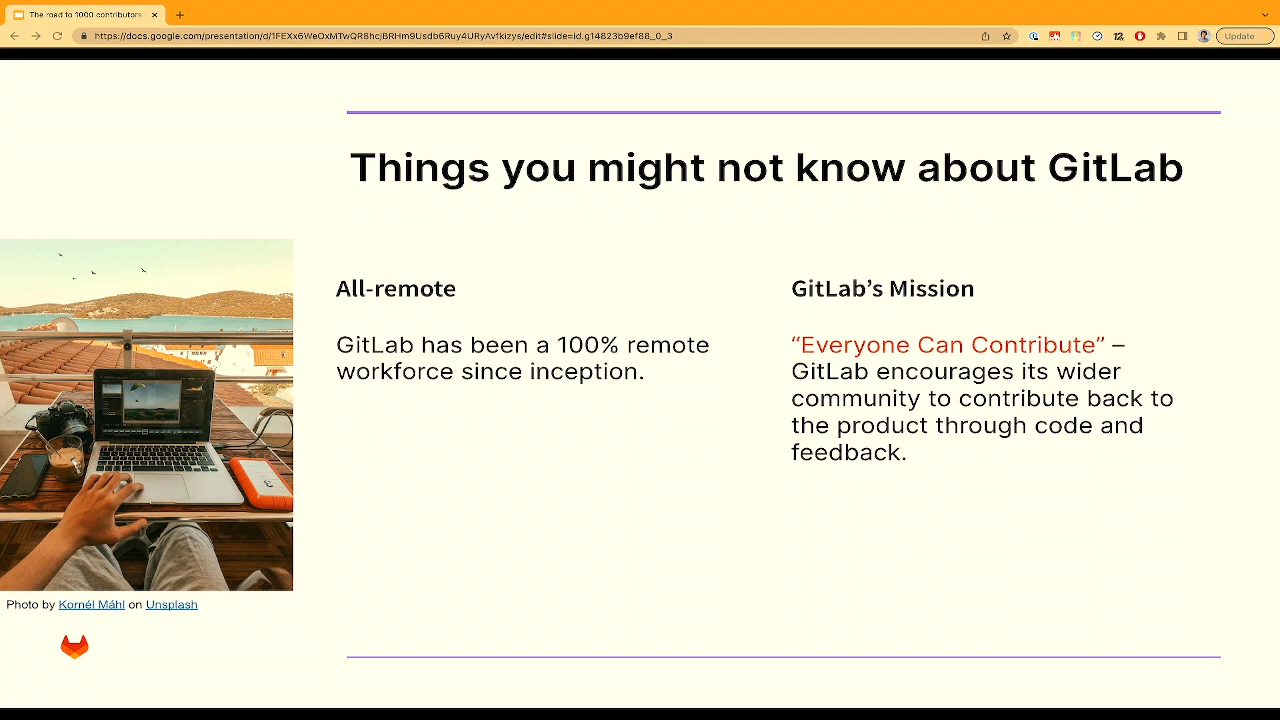 The road to 1000 contributors
https://docs.google.com/presentation/d/1FEXx6WeOxMTwQR8hcjBRHm9Usdb6Ruy4URyAvfkizys/edit#slide=id.g14823b9ef88_0_3
Update
Things you might not know about GitLab
All-remote
GitLab has been a 100% remote
workforce since inception.
GitLab’s Mission
“Everyone Can Contribute” –
GitLab encourages its wider
community to contribute back to
the product through code and
feedback.
Photo by Kornél Máhl on Unsplash